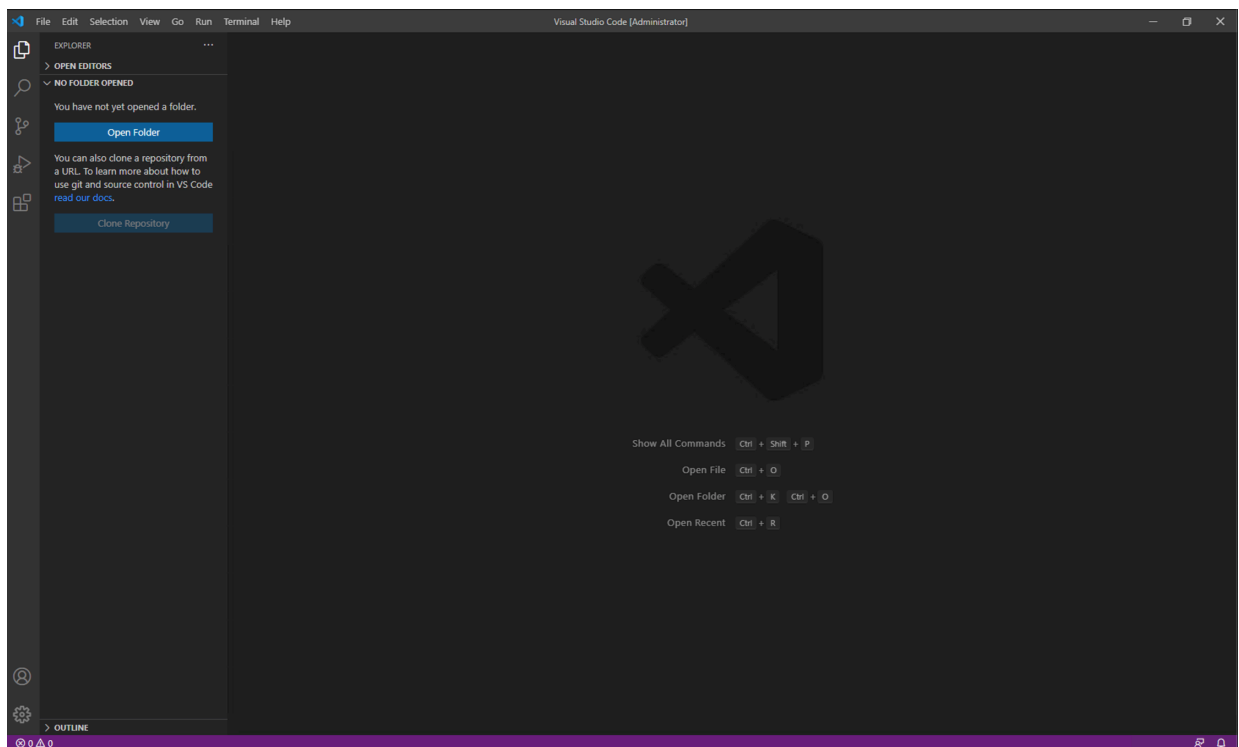 File Edit Selection View Go Run Terminal Help
Visual Studio Code [Administrator]
EXPLORER
OPEN EDITORS
NO FOLDER OPENED
You have not yet opened a folder.
Open Folder
You can also clone a repository from
a URL. To learn more about how to
use git and source control in VS Code
read our docs.
Clone Repository
Show All Commands Ctrl + Shift + P
Open File Ctrl + O
Open Folder Ctrl + K Ctrl + O
Open Recent Ctrl + R
OUTLINE
0 0